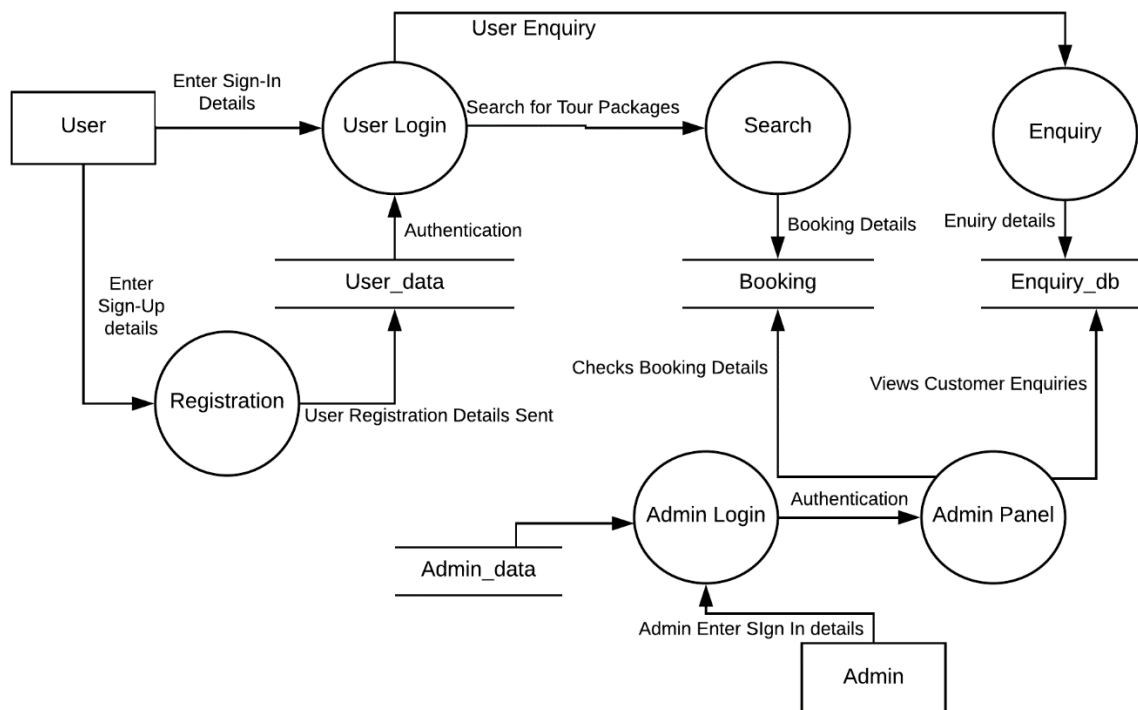 User Enquiry
Enter Sign-In
Details
User
User Login
Search for Tour Packages
Search
Enquiry
Authentication
Booking Details
Enuiry details
User_data
Booking
Enquiry_db
Enter
Sign-Up
details
Checks Booking Details
Views Customer Enquiries
Registration
User Registration Details Sent
Admin Login
Authentication
Admin Panel
Admin_data
Admin Enter SIgn In details
Admin